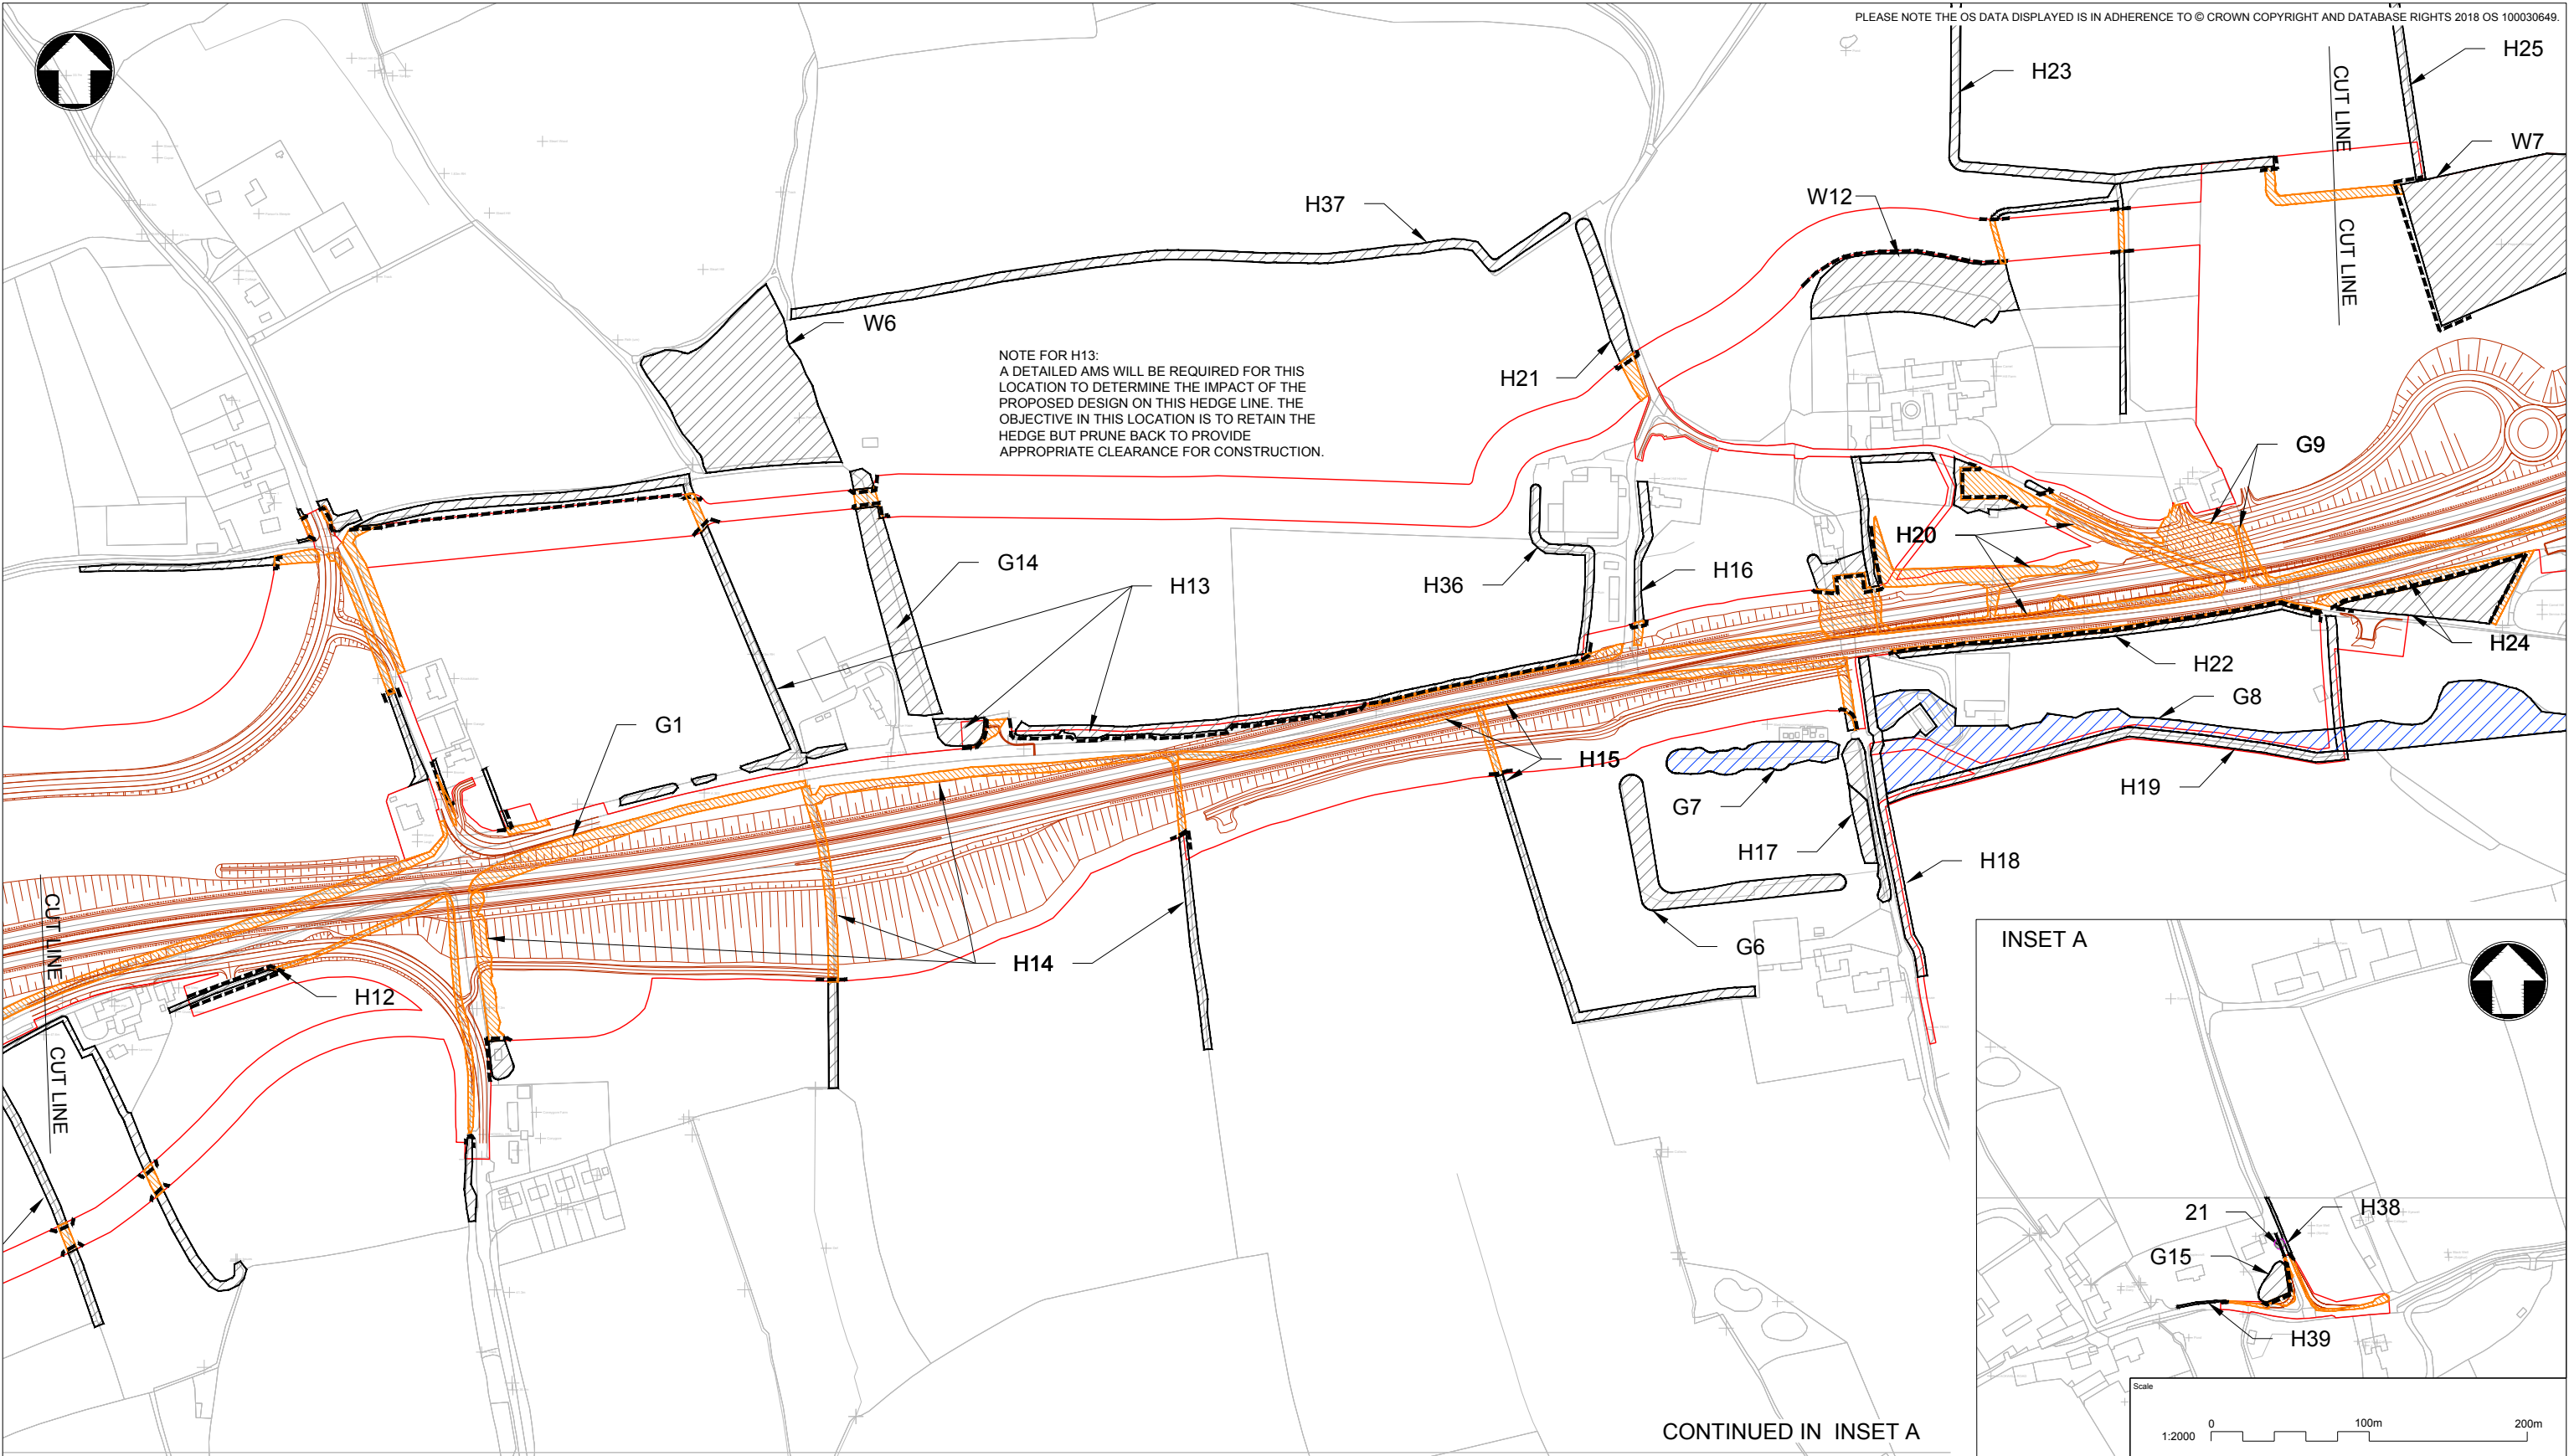 PLEASE NOTE THE OS DATA DISPLAYED IS IN ADHERENCE TO © CROWN COPYRIGHT AND DATABASE RIGHTS 2018 OS 100030649.
H25
H23
CUT LINE
W7
W12
H37
CUT LINE
W6
NOTE FOR H13:
A DETAILED AMS WILL BE REQUIRED FOR THIS
LOCATION TO DETERMINE THE IMPACT OF THE
PROPOSED DESIGN ON THIS HEDGE LINE. THE
OBJECTIVE IN THIS LOCATION IS TO RETAIN THE
HEDGE BUT PRUNE BACK TO PROVIDE
APPROPRIATE CLEARANCE FOR CONSTRUCTION.
H21
G9
H20
G14
H13
H36
H16
H24
H22
G8
G1
H15
H19
G7
H17
H18
G6
CUT LINE
H14
H12
CUT LINE
INSET A
21
H38
G15
H39
Scale
1:2000
0
100m
200m
CONTINUED IN INSET A